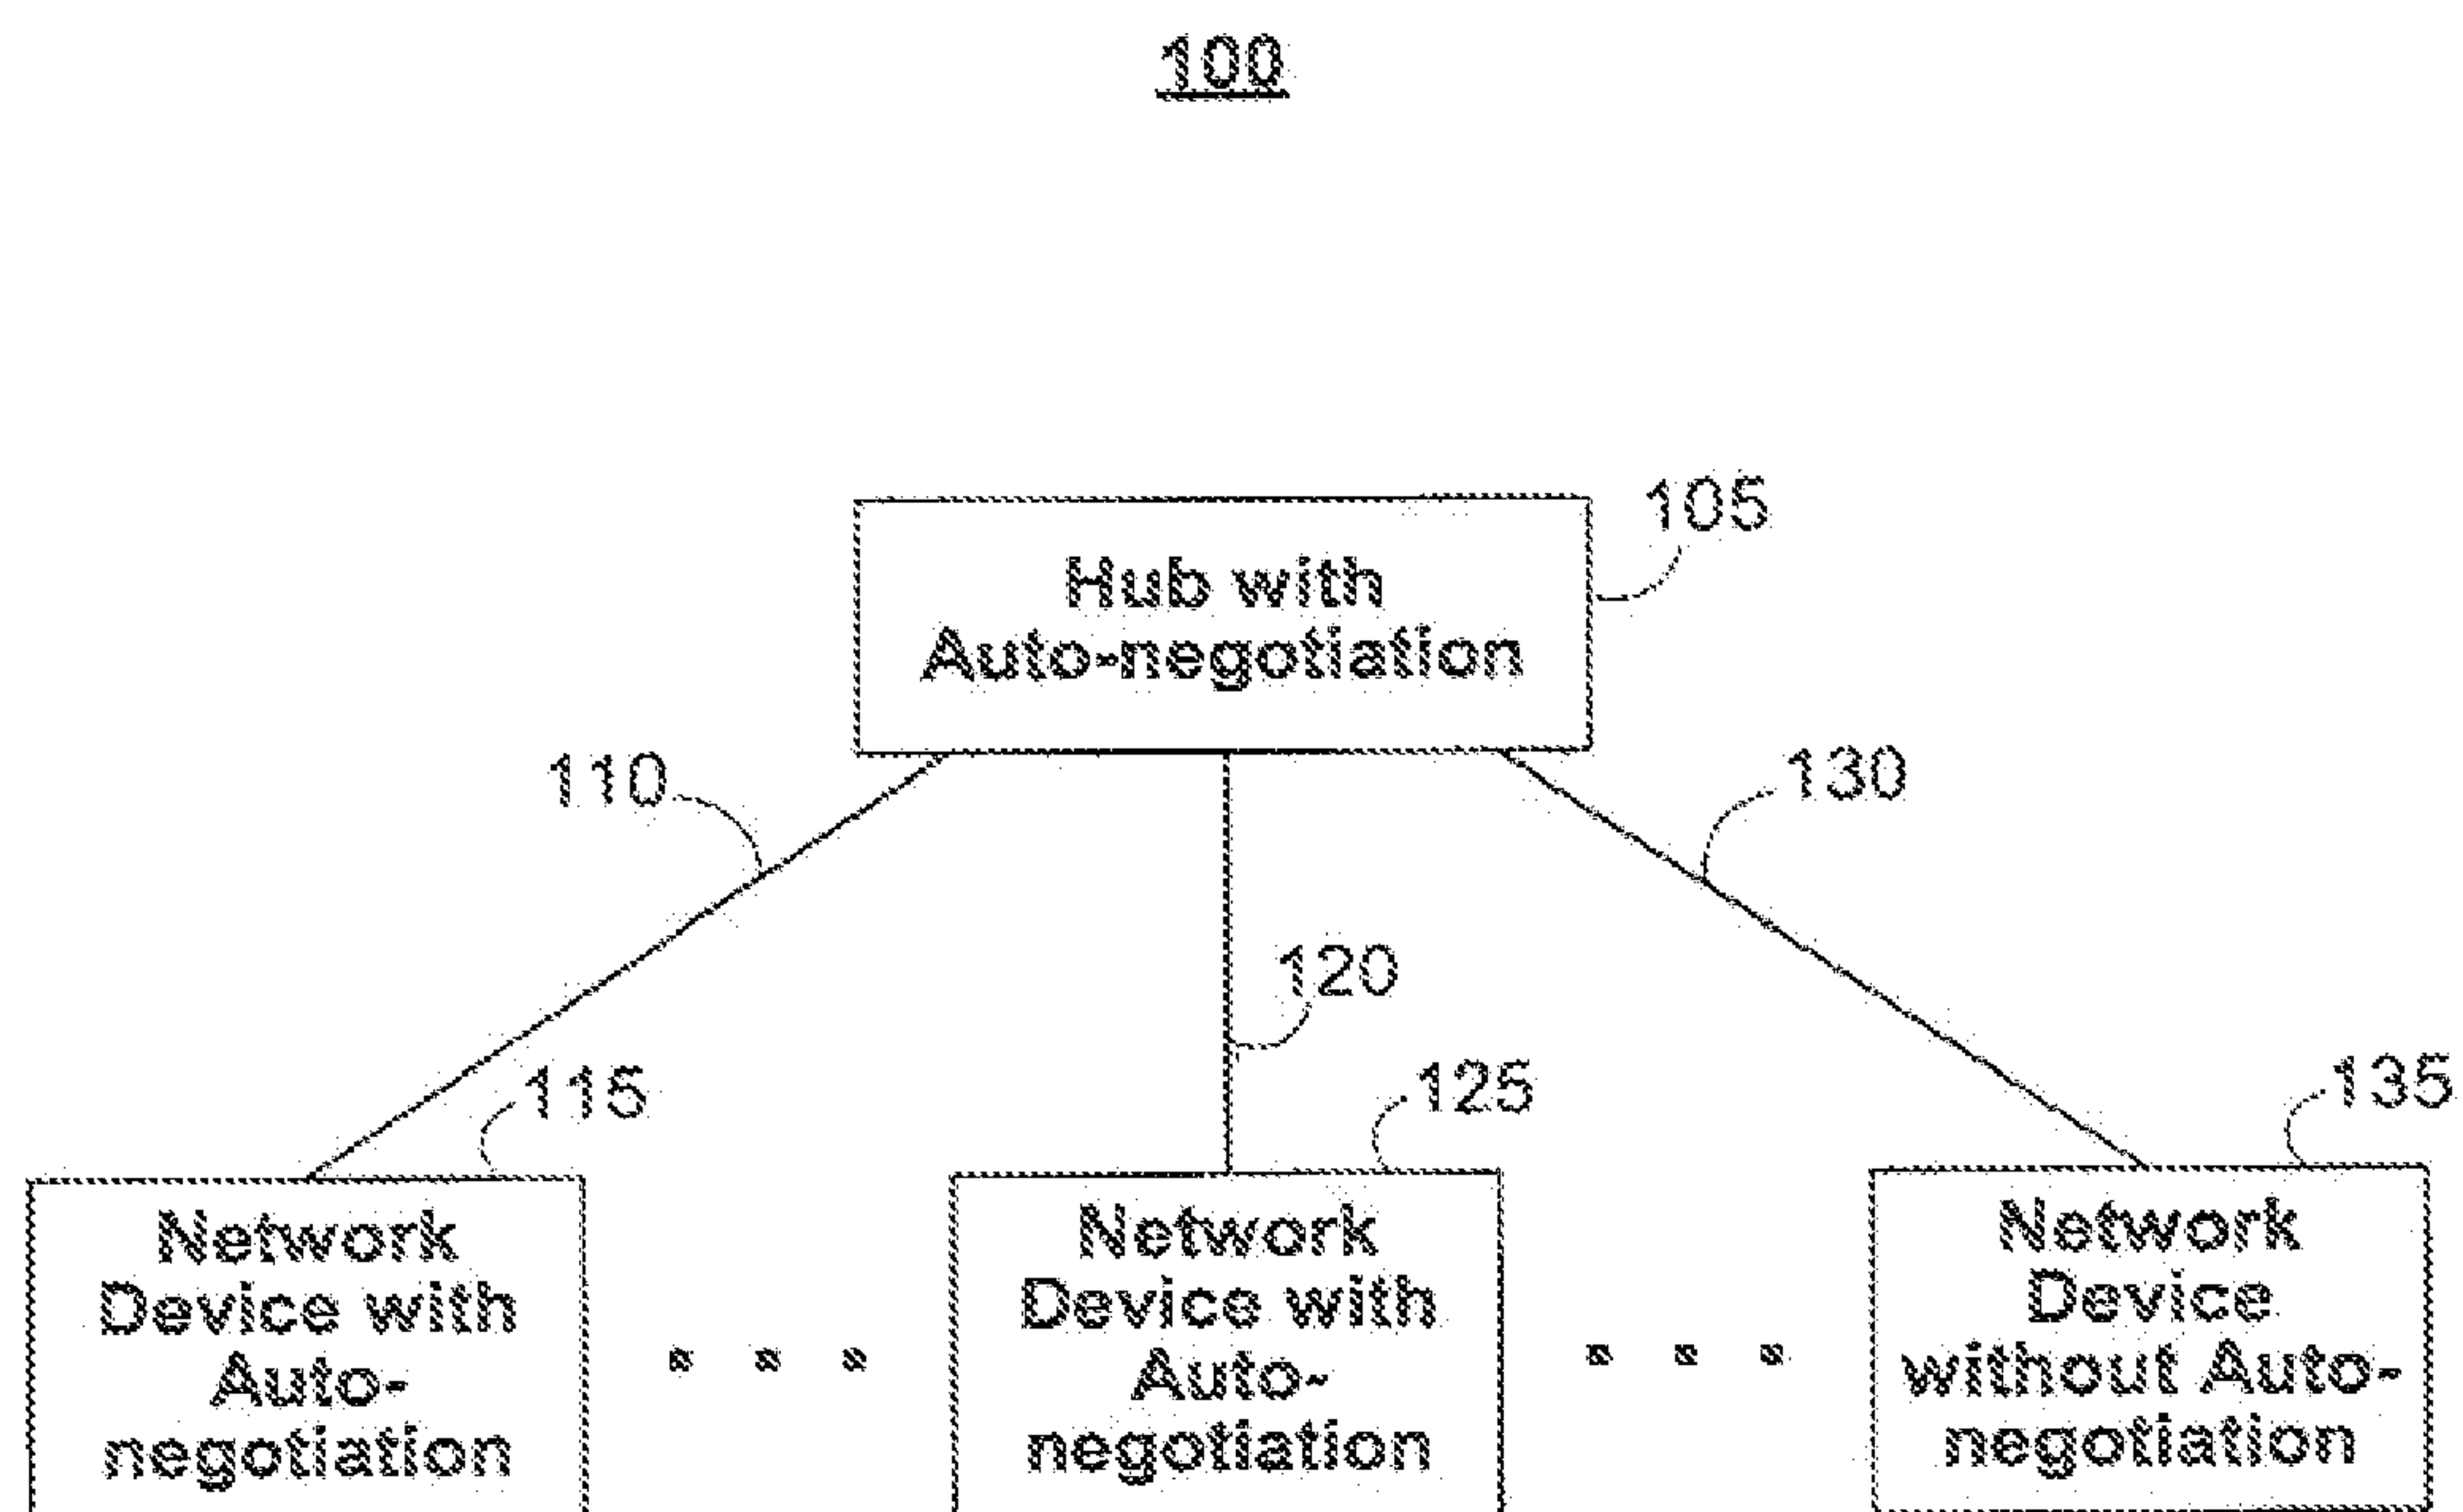 100
105
Hub with
Auto-negotiation
110
130
120
115
125
135
Network
Device with
Auto-
negotiation
Network
Device with
Auto-
negotiation
Network
Device
without Auto-
negotiation